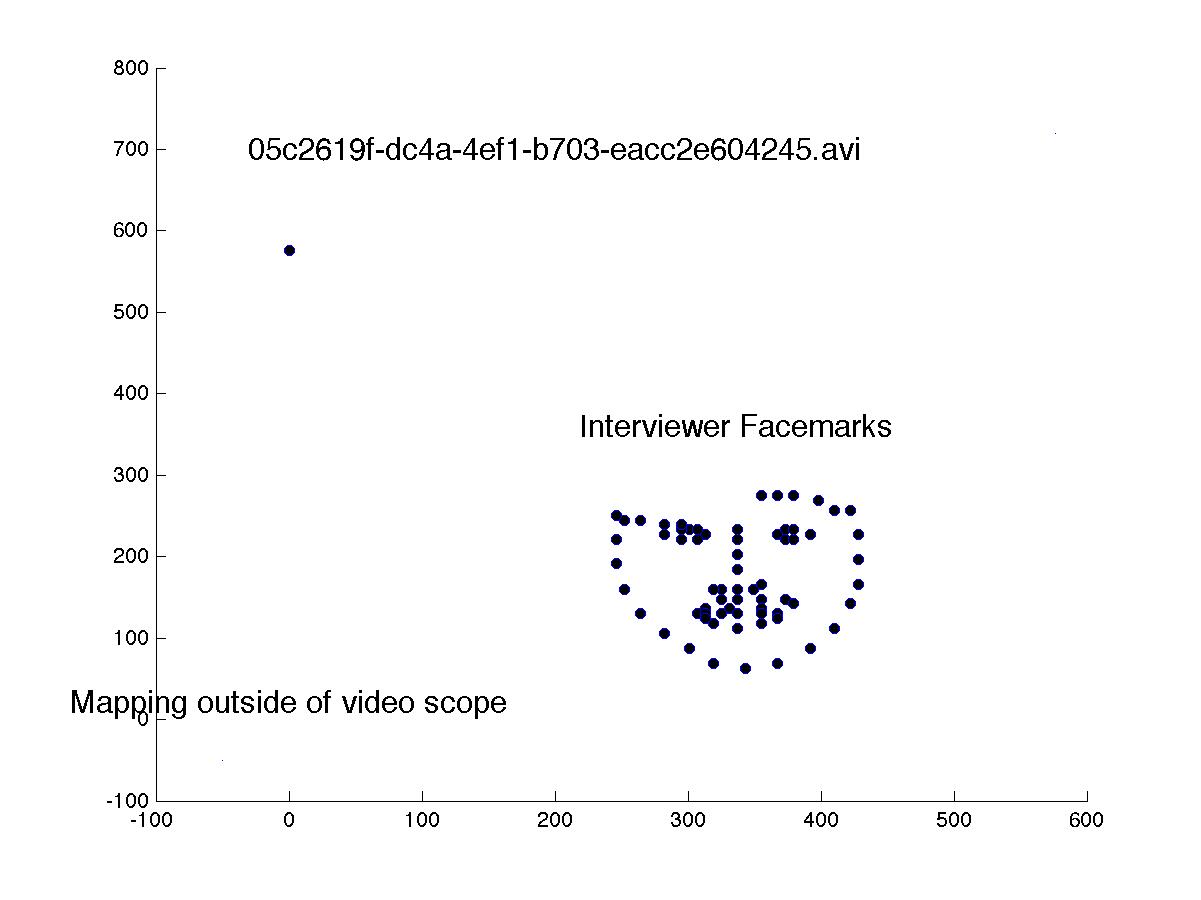 800
700
05c2619f-dc4a-4ef1-b703-eacc2e604245.avi
600
500
400
Interviewer Facemarks
300
200
100
Mapping outside of video scope
0
-100
-100 0 100 200 300 400 500 600